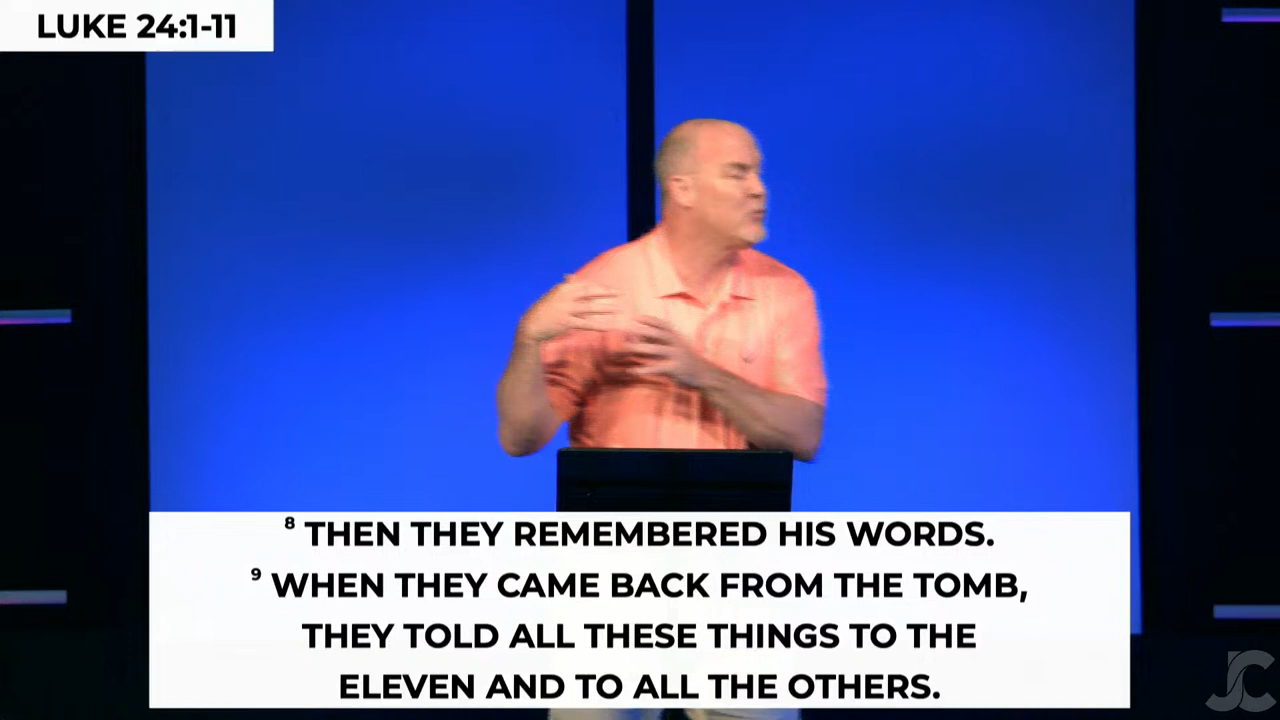 LUKE 24:1-11
⁸ THEN THEY REMEMBERED HIS WORDS.
⁹ WHEN THEY CAME BACK FROM THE TOMB,
THEY TOLD ALL THESE THINGS TO THE
ELEVEN AND TO ALL THE OTHERS.
JC